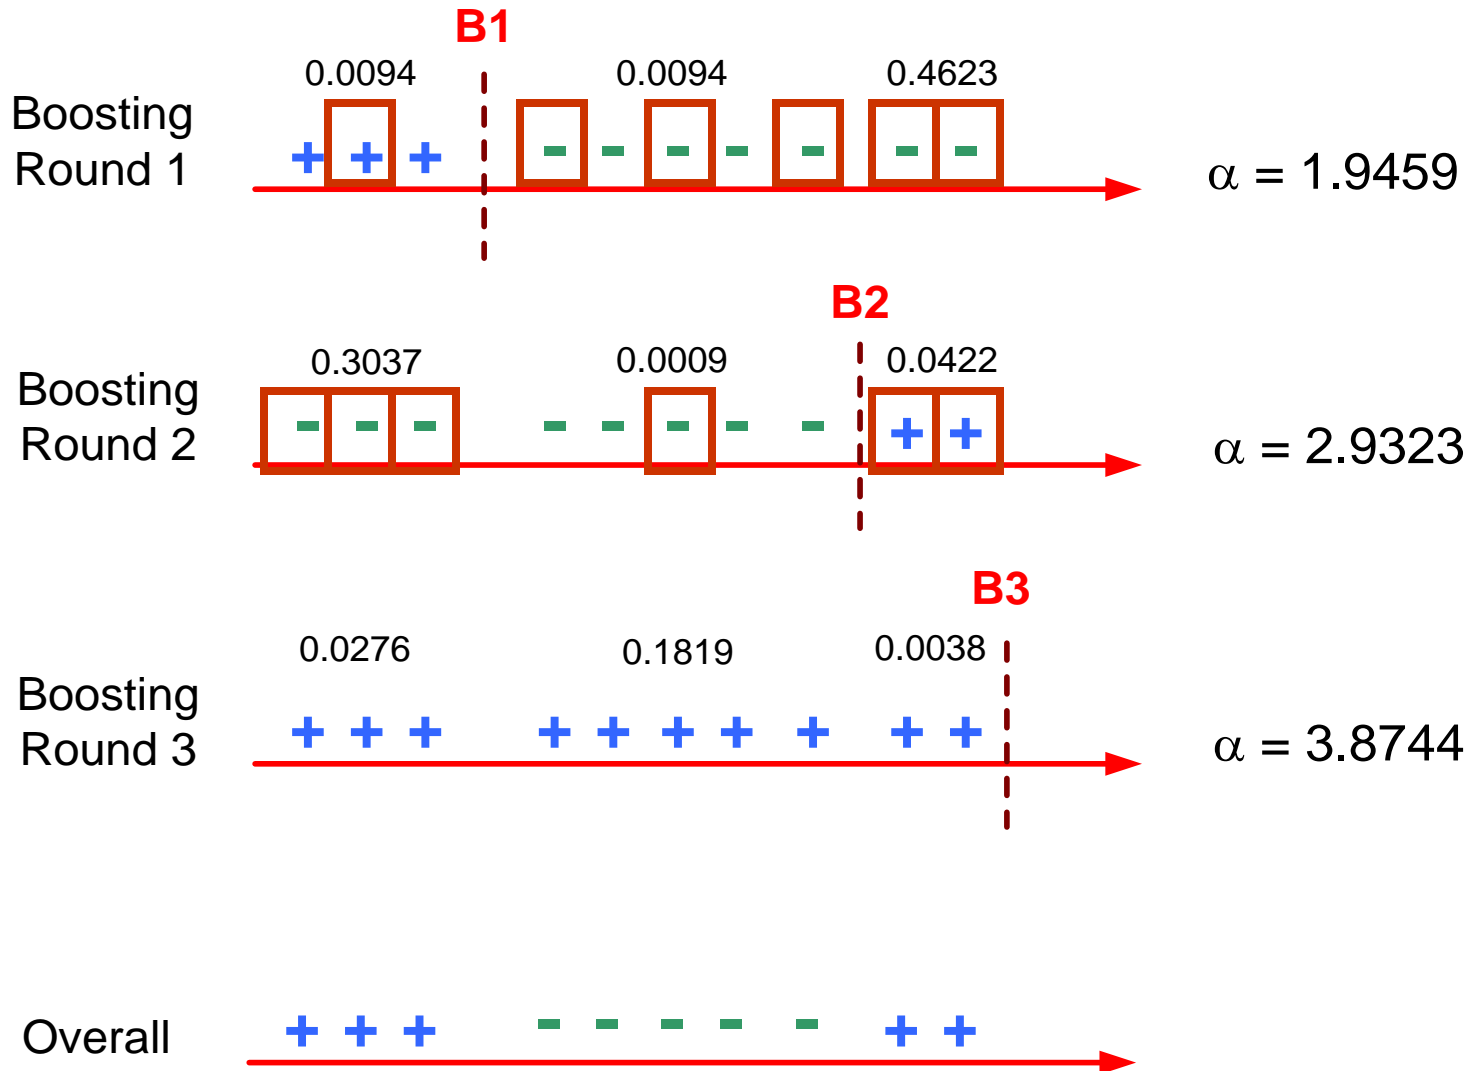 B1
0.0094 0.0094 0.4623
Boosting
Round 1
+ + + - - - - - - -
α = 1.9459
B2
0.3037 0.0009 0.0422
Boosting
Round 2
- - - - - - - - + +
α = 2.9323
B3
0.0276 0.1819 0.0038
Boosting
Round 3
+ + + + + + + + + +
α = 3.8744
Overall
+ + + - - - - - + +